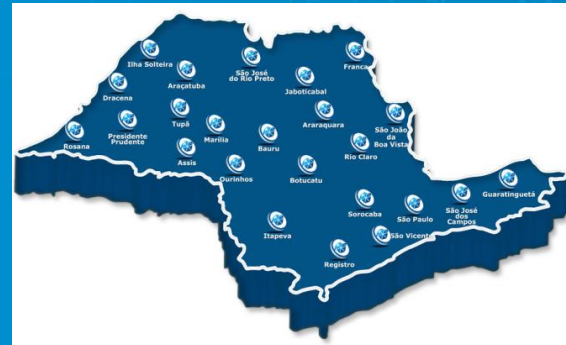 Ilha Solteira
São José
do Rio Preto
Franca
Araçatuba
Jaboticabal
Dracena
Araraquara
São João
da
Boa Vista
Tupã
Presidente
Prudente
Marília
Bauru
Rosana
Rio Claro
Assis
Ourinhos
Botucatu
Guaratinguetá
Sorocaba
São Paulo
São José
dos
Campos
Itapeva
São Vicente
Registro